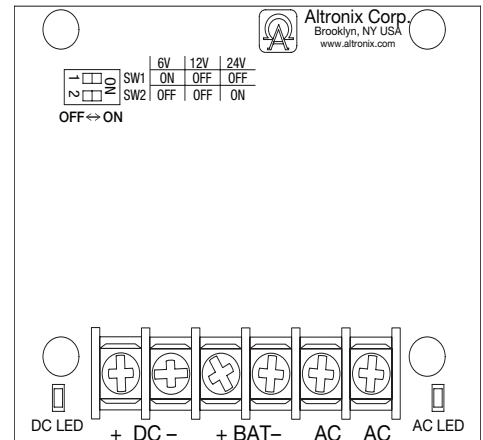 Altronix Corp.
Brooklyn, NY USA
www.altronix.com
6V 12V 24V
SW1 ON OFF OFF
SW2 OFF OFF ON
1 2 ON
OFF↔ON
DC LED
+ DC –
+ BAT–
AC AC
AC LED